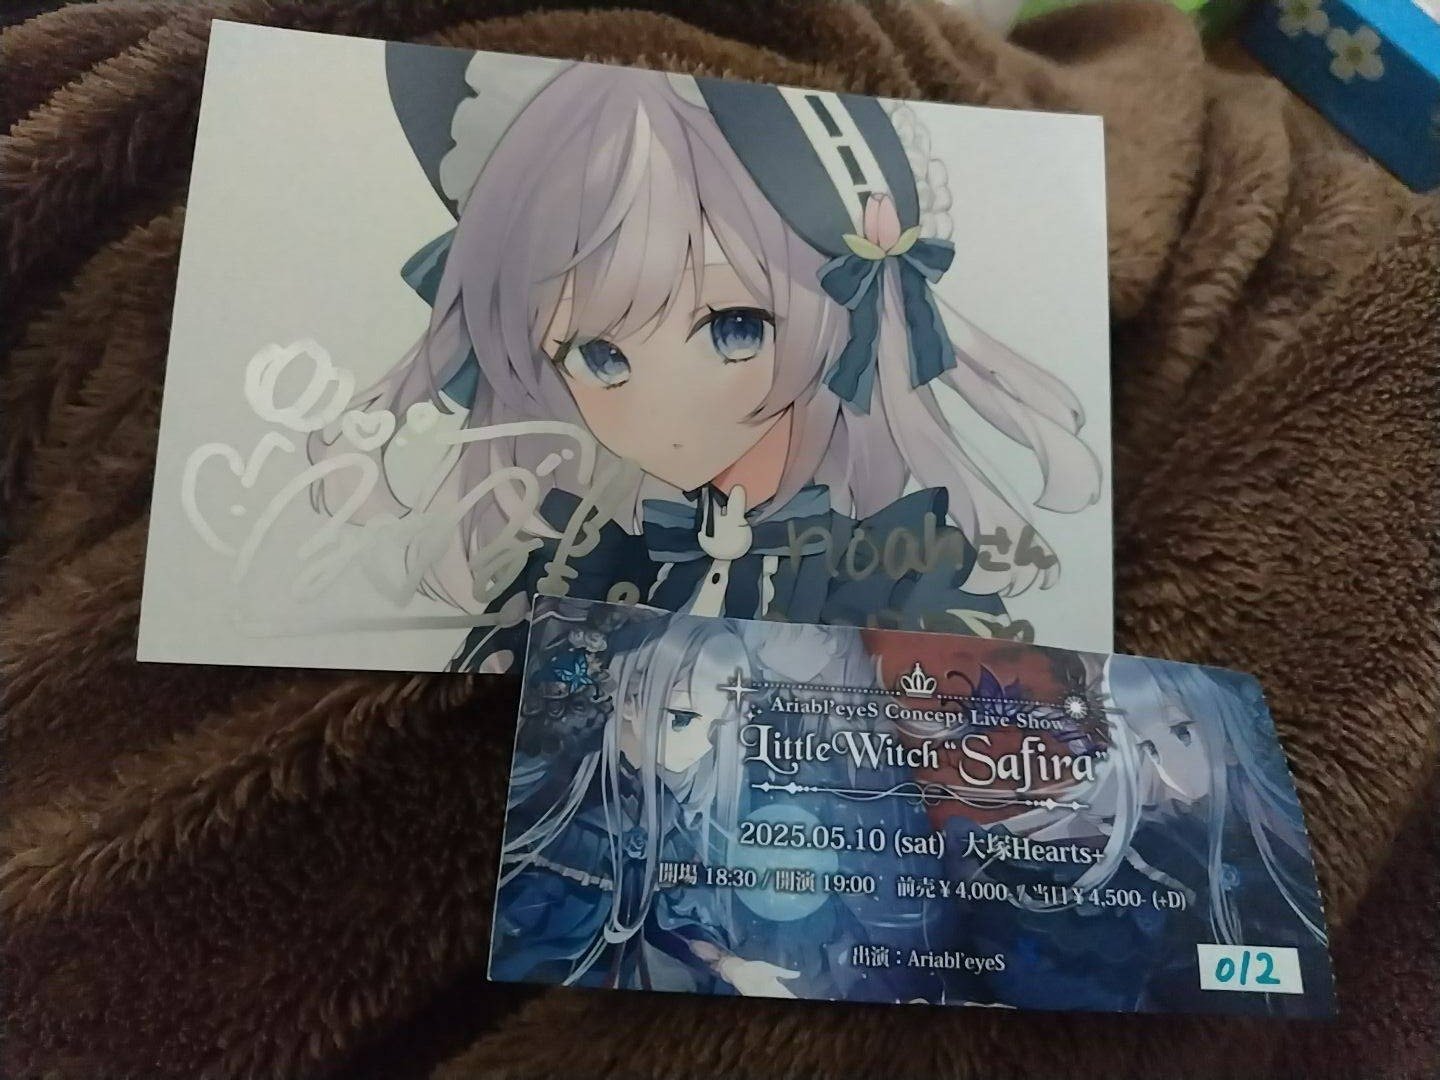 noahさん
Ariabl'eyeS Concept Live Show
Little Witch "Safira"
2025.05.10 (sat) 大塚Hearts+
開場 18:30 / 開演 19:00 前売¥4,000- / 当日¥4,500- (+D)
出演：Ariabl'eyeS
012